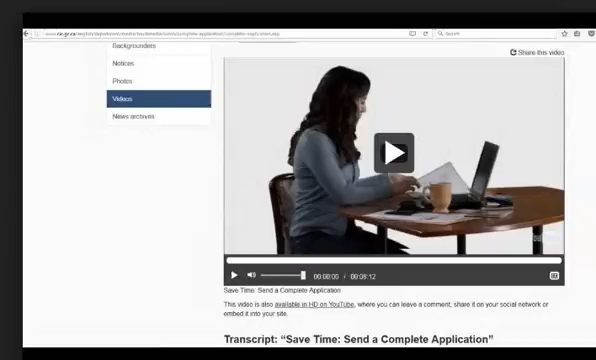 Search
Backgrounders
Share this video
Notices
Photos
Videos
News archives
00:00:00 / 00:08:12
Save Time: Send a Complete Application
This video is also available in HD on YouTube, where you can leave a comment, share it on your social network or
embed it into your site.
Transcript: “Save Time: Send a Complete Application”